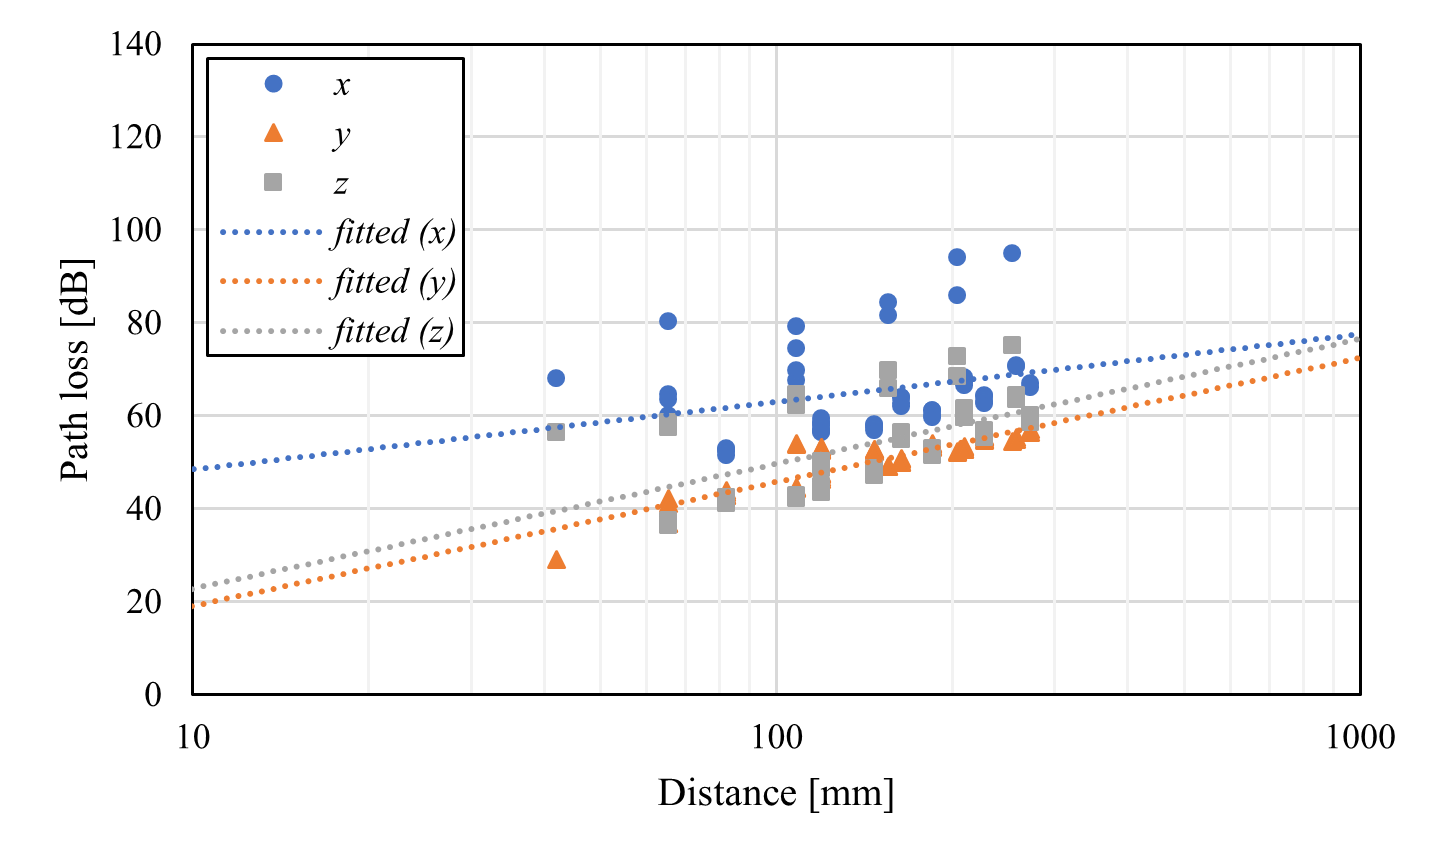 140
120
100
80
60
40
20
0
Path loss [dB]
x
y
z
fitted (x)
fitted (y)
fitted (z)
10
100
1000
Distance [mm]